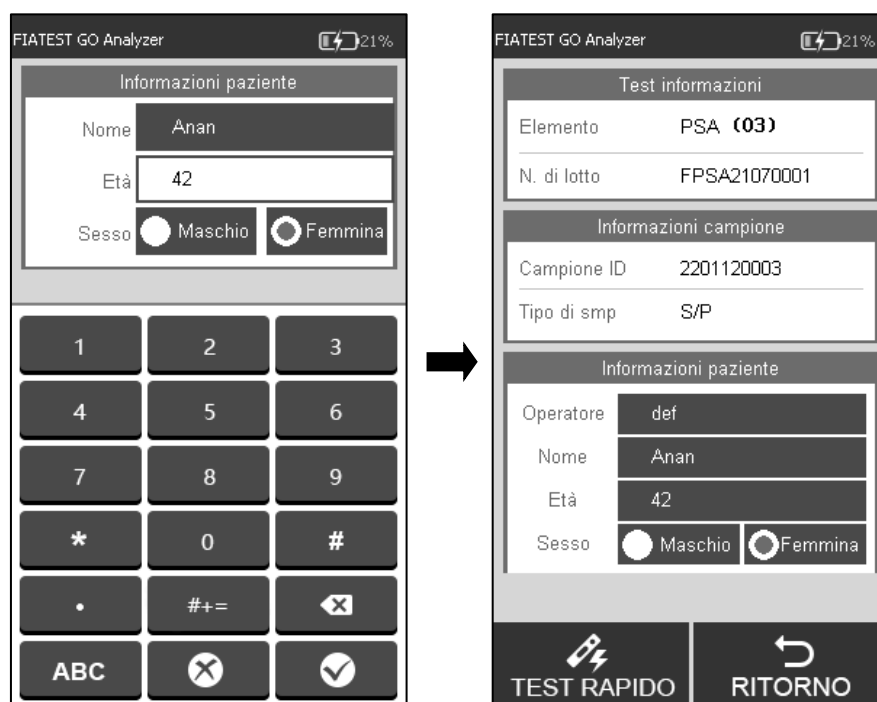 FIATEST GO Analyzer 21%
Informazioni paziente
Nome Anan
Età 42
Sesso Maschio Femmina
1 2 3
4 5 6
7 8 9
* 0 #
. #+=
ABC
FIATEST GO Analyzer 21%
Test informazioni
Elemento PSA (03)
N. di lotto FPSA21070001
Informazioni campione
Campione ID 2201120003
Tipo di smp S/P
Informazioni paziente
Operatore def
Nome Anan
Età 42
Sesso Maschio Femmina
TEST RAPIDO RITORNO